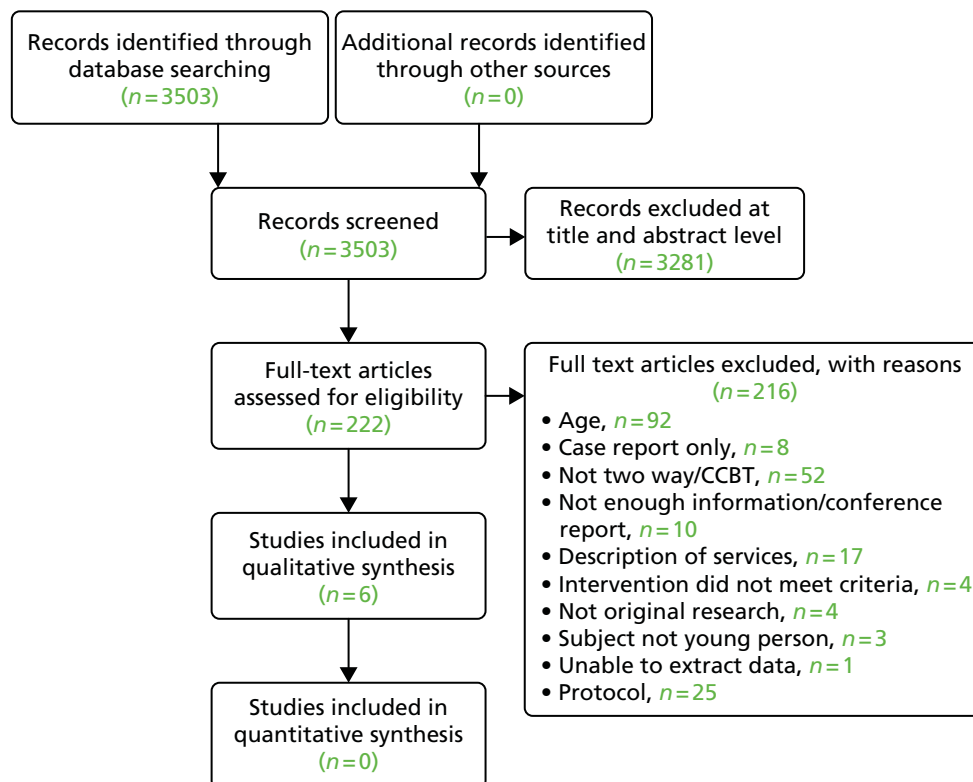 Records identified through
database searching
(n=3503)
Additional records identified
through other sources
(n=0)
Records screened
(n=3503)
Records excluded at
title and abstract level
(n=3281)
Full-text articles
assessed for eligibility
(n=222)
Full text articles excluded, with reasons
(n=216)
• Age, n=92
• Case report only, n=8
• Not two way/CCBT, n=52
• Not enough information/conference
report, n=10
• Description of services, n=17
• Intervention did not meet criteria, n=4
• Not original research, n=4
• Subject not young person, n=3
• Unable to extract data, n=1
• Protocol, n=25
Studies included in
qualitative synthesis
(n=6)
Studies included in
quantitative synthesis
(n=0)